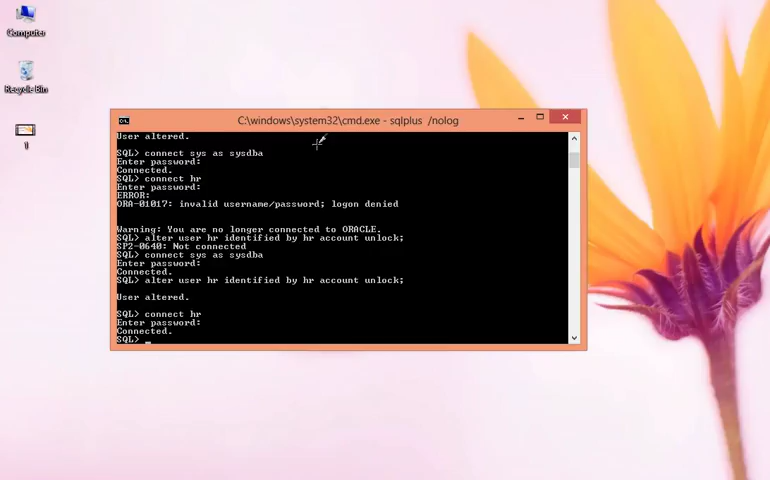 Computer
Recycle Bin
1
C:\windows\system32\cmd.exe - sqlplus /nolog
User altered.
SQL> connect sys as sysdba
Enter password:
Connected.
SQL> connect hr
Enter password:
ERROR:
ORA-01017: invalid username/password; logon denied
Warning: You are no longer connected to ORACLE.
SQL> alter user hr identified by hr account unlock;
SP2-0640: Not connected
SQL> connect sys as sysdba
Enter password:
Connected.
SQL> alter user hr identified by hr account unlock;
User altered.
SQL> connect hr
Enter password:
Connected.
SQL> _